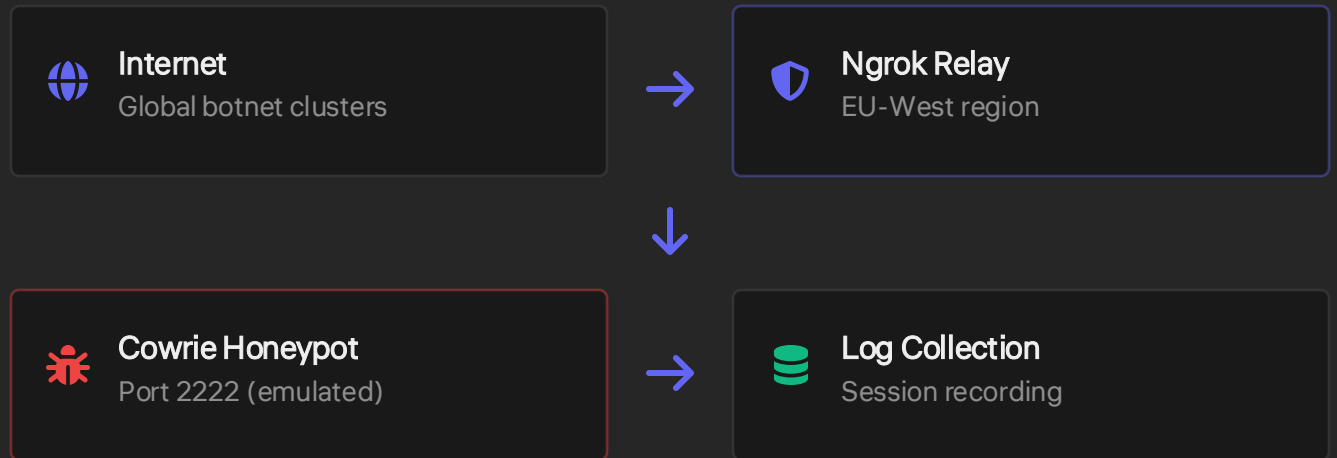 Internet
Global botnet clusters
Ngrok Relay
EU-West region
Cowrie Honeypot
Port 2222 (emulated)
Log Collection
Session recording